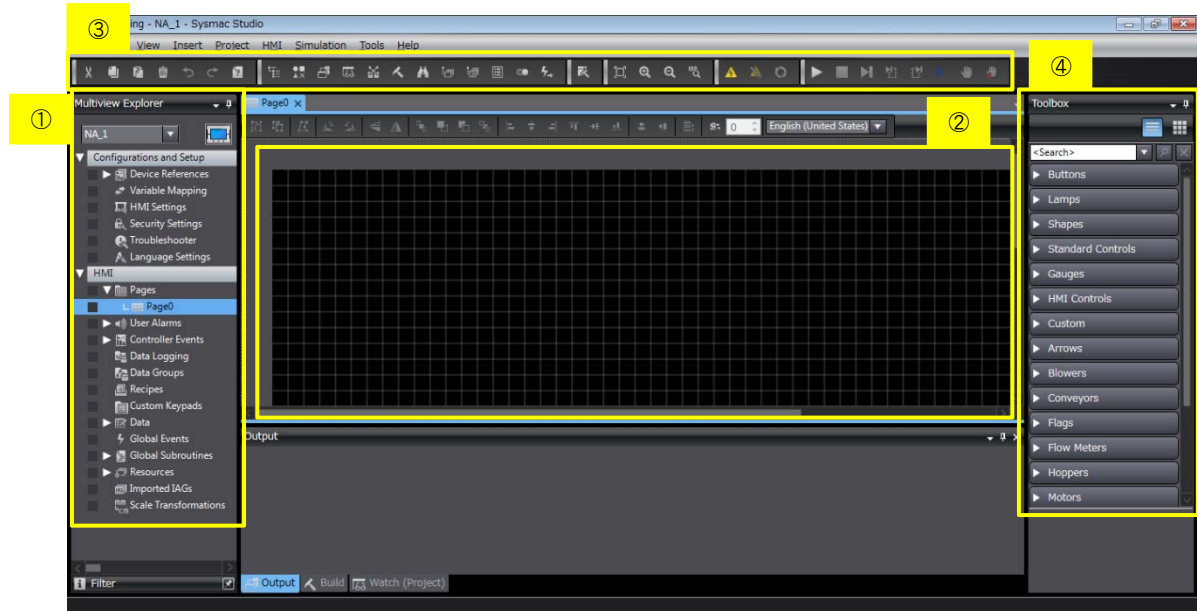 ③
ing - NA_1 - Sysmac Studio
View Insert Project HMI Simulation Tools Help
④
①
Multiview Explorer
NA_1
Configurations and Setup
Device References
Variable Mapping
HMI Settings
Security Settings
Troubleshooter
Language Settings
HMI
Pages
Page0
User Alarms
Controller Events
Data Logging
Data Groups
Recipes
Custom Keypads
Data
Global Events
Global Subroutines
Resources
Imported IAGs
Scale Transformations
Filter
Page0
0 English (United States)
②
Output
Output Build Watch (Project)
Toolbox
<Search>
Buttons
Lamps
Shapes
Standard Controls
Gauges
HMI Controls
Custom
Arrows
Blowers
Conveyors
Flags
Flow Meters
Hoppers
Motors